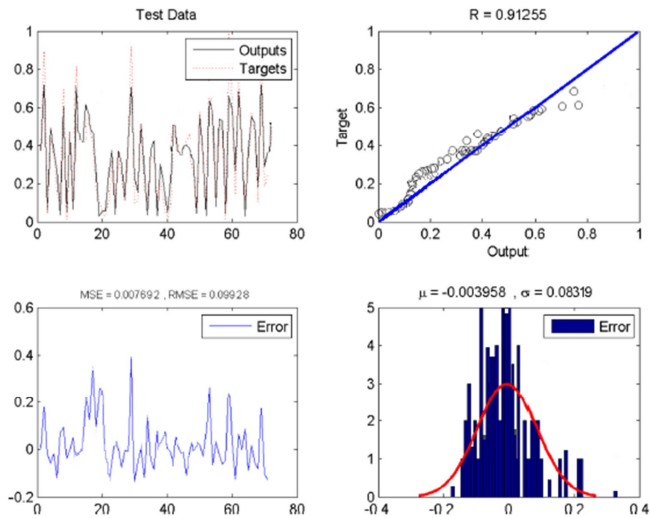 Test Data
1
0.8
0.6
0.4
0.2
0
0 20 40 60 80
Outputs
Targets
R = 0.91255
1
0.8
0.6
0.4
0.2
0
0 0.2 0.4 0.6 0.8 1
Target
Output
MSE = 0.007692 , RMSE = 0.09928
0.6
0.4
0.2
0
-0.2
0 20 40 60 80
Error
μ = -0.003958 , σ = 0.08319
5
4
3
2
1
0
-0.4 -0.2 0 0.2 0.4
Error